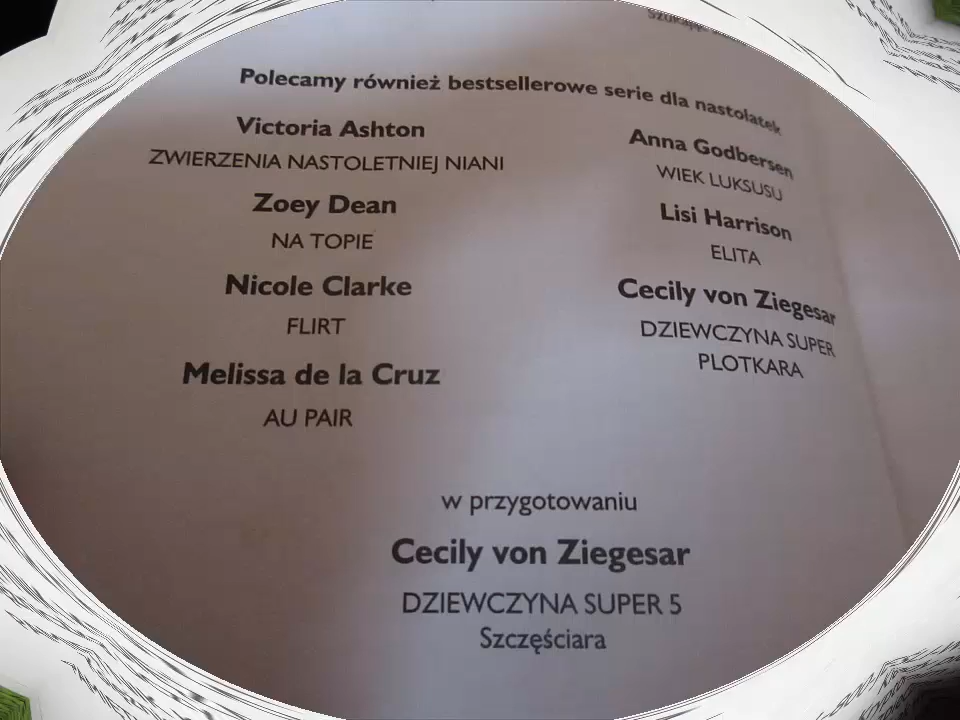 Polecamy również bestsellerowe serie dla nastolatek
Victoria Ashton
ZWIERZENIA NASTOLETNIEJ NIANI
Zoey Dean
NA TOPIE
Nicole Clarke
FLIRT
Melissa de la Cruz
AU PAIR
Anna Godbersen
WIEK LUKSUSU
Lisi Harrison
ELITA
Cecily von Ziegesar
DZIEWCZYNA SUPER
PLOTKARA
w przygotowaniu
Cecily von Ziegesar
DZIEWCZYNA SUPER 5
Szczęściara